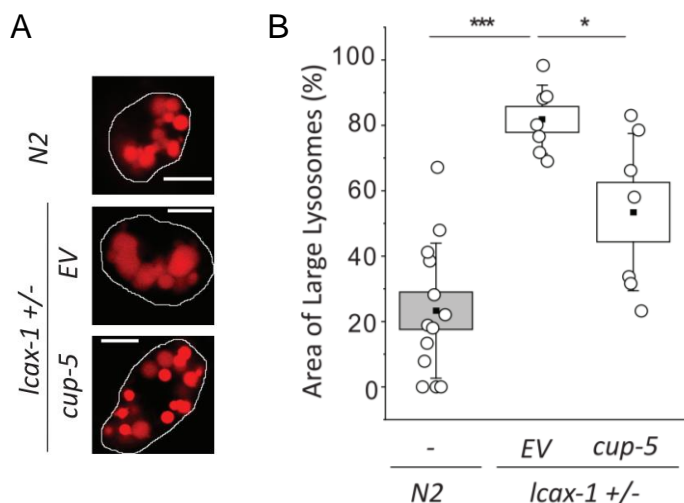 A
N2
EV
cup-5
lcax-1 +/-
B
***
*
Area of Large Lysosomes (%)
100
80
60
40
20
0
-
EV
cup-5
N2
lcax-1 +/-